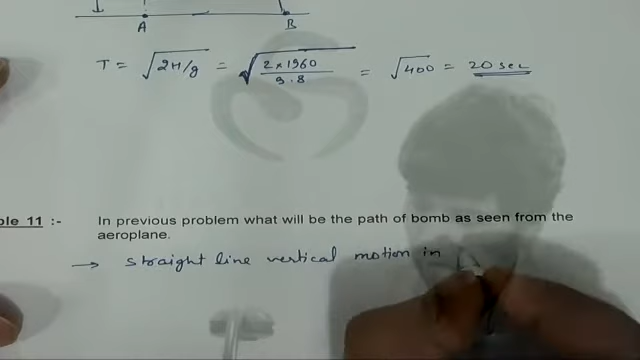 A B
T = √2H/g = √2 x 1960 / 9.8 = √400 = 20 sec
ple 11 :- In previous problem what will be the path of bomb as seen from the
aeroplane.
→ straight line vertical motion in